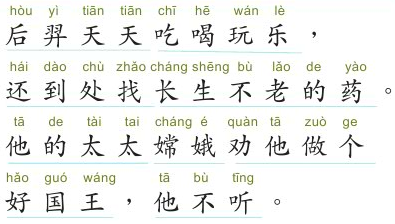 hòu yì tiān tiān chī hē wán lè
后羿天天吃喝玩乐，
hái dào chù zhǎo cháng shēng bù lǎo de yào
还到处找长生不老的药。
tā de tài tai cháng é quàn tā zuò ge
他的太太嫦娥劝他做个
hǎo guó wáng tā bù tīng
好国王，他不听。